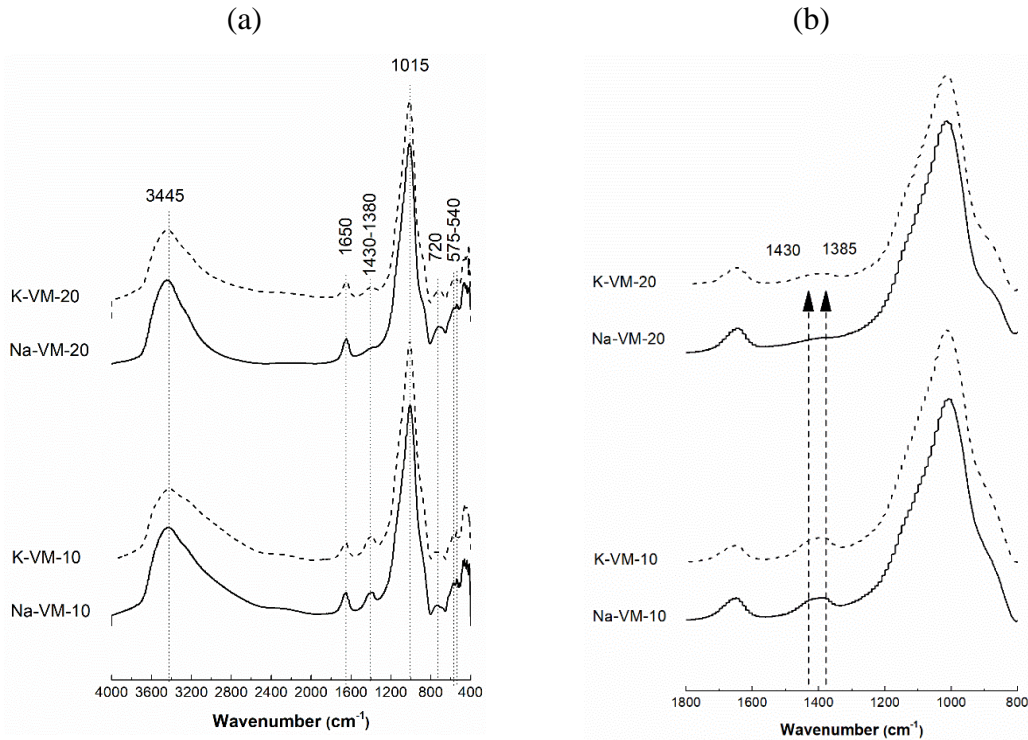 (a)
1015
3445
1650
1430-1380
720
575-540
K-VM-20
Na-VM-20
K-VM-10
Na-VM-10
4000 3600 3200 2800 2400 2000 1600 1200 800 400
Wavenumber (cm⁻¹)
(b)
1430 1385
K-VM-20
Na-VM-20
K-VM-10
Na-VM-10
1800 1600 1400 1200 1000 800
Wavenumber (cm⁻¹)